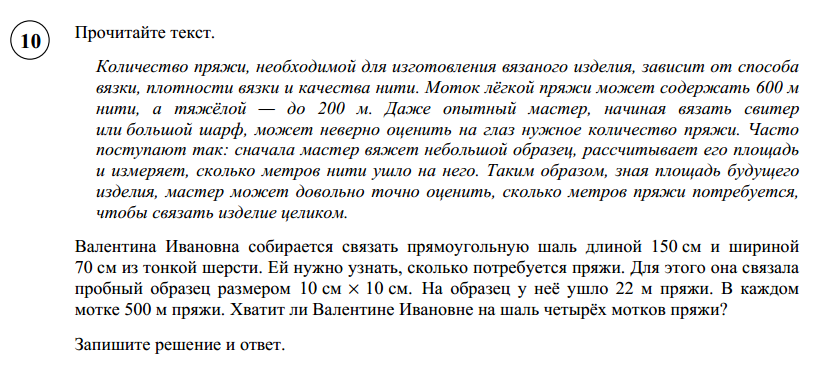 10
Прочитайте текст.
Количество пряжи, необходимой для изготовления вязаного изделия, зависит от способа
вязки, плотности вязки и качества нити. Моток лёгкой пряжи может содержать 600 м
нити, а тяжёлой — до 200 м. Даже опытный мастер, начиная вязать свитер
или большой шарф, может неверно оценить на глаз нужное количество пряжи. Часто
поступают так: сначала мастер вяжет небольшой образец, рассчитывает его площадь
и измеряет, сколько метров нити ушло на него. Таким образом, зная площадь будущего
изделия, мастер может довольно точно оценить, сколько метров пряжи потребуется,
чтобы связать изделие целиком.
Валентина Ивановна собирается связать прямоугольную шаль длиной 150 см и шириной
70 см из тонкой шерсти. Ей нужно узнать, сколько потребуется пряжи. Для этого она связала
пробный образец размером 10 см × 10 см. На образец у неё ушло 22 м пряжи. В каждом
мотке 500 м пряжи. Хватит ли Валентине Ивановне на шаль четырёх мотков пряжи?
Запишите решение и ответ.